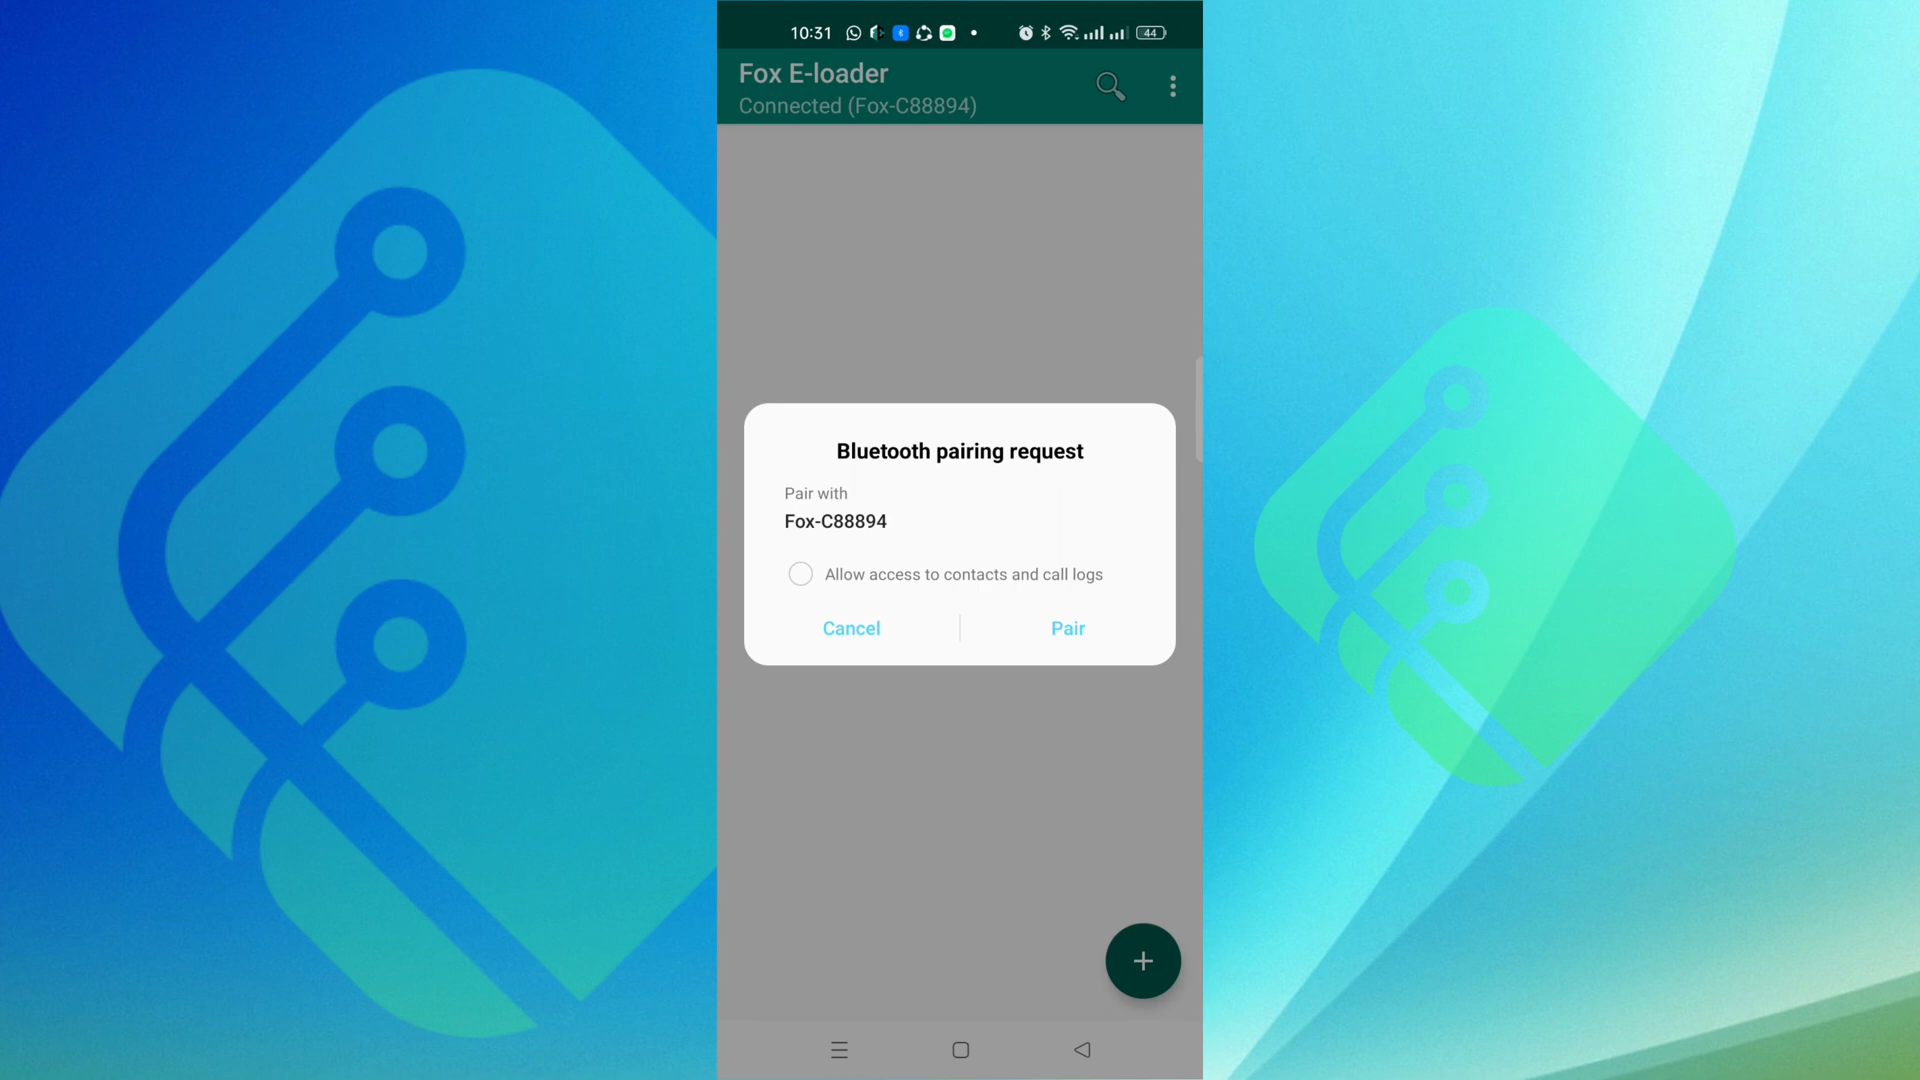 10:31
44
Fox E-loader
Connected (Fox-C88894)
Bluetooth pairing request
Pair with
Fox-C88894
Allow access to contacts and call logs
Cancel
Pair